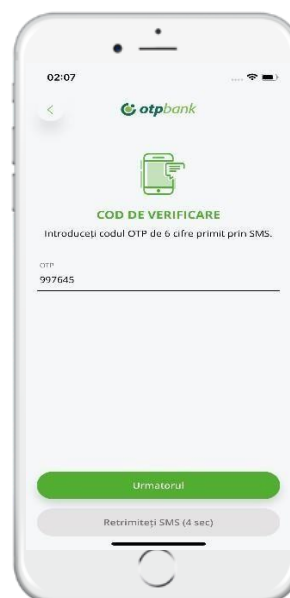 02:07
otpbank
COD DE VERIFICARE
Introduceți codul OTP de 6 cifre primit prin SMS.
OTP
997645
Urmatorul
Retrimiteți SMS (4 sec)